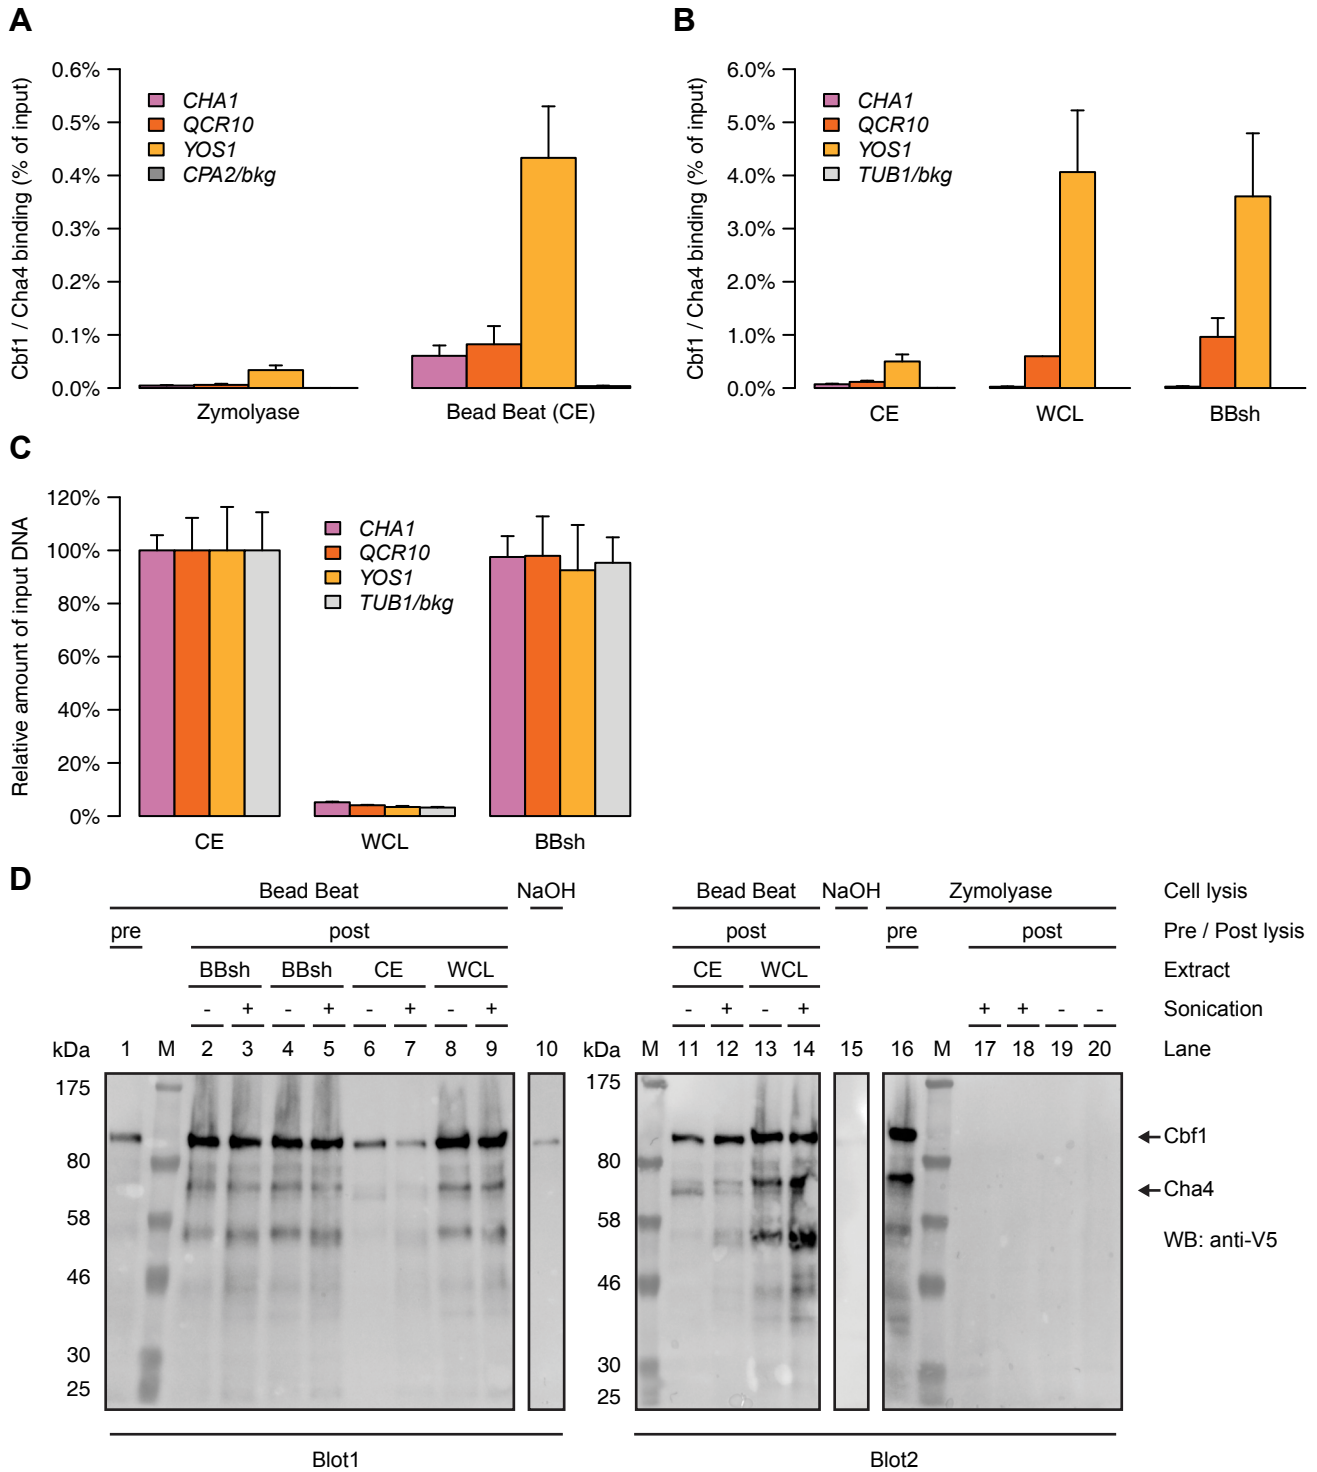 A
Cbf1 / Cha4 binding (% of input)
0.6%
0.5%
0.4%
0.3%
0.2%
0.1%
0.0%
CHA1
QCR10
YOS1
CPA2/bkg
Zymolyase
Bead Beat (CE)
B
Cbf1 / Cha4 binding (% of input)
6.0%
5.0%
4.0%
3.0%
2.0%
1.0%
0.0%
CHA1
QCR10
YOS1
TUB1/bkg
CE
WCL
BBsh
C
Relative amount of input DNA
120%
100%
80%
60%
40%
20%
0%
CHA1
QCR10
YOS1
TUB1/bkg
CE
WCL
BBsh
D
Bead Beat NaOH Bead Beat NaOH Zymolyase Cell lysis
pre post post pre post Pre / Post lysis
BBsh BBsh CE WCL CE WCL Extract
- + - + - + - + - + - + + + - - Sonication
kDa 1 M 2 3 4 5 6 7 8 9 10 kDa M 11 12 13 14 15 16 M 17 18 19 20 Lane
175
80
58
46
30
25
175
80
58
46
30
25
Cbf1
Cha4
WB: anti-V5
Blot1
Blot2